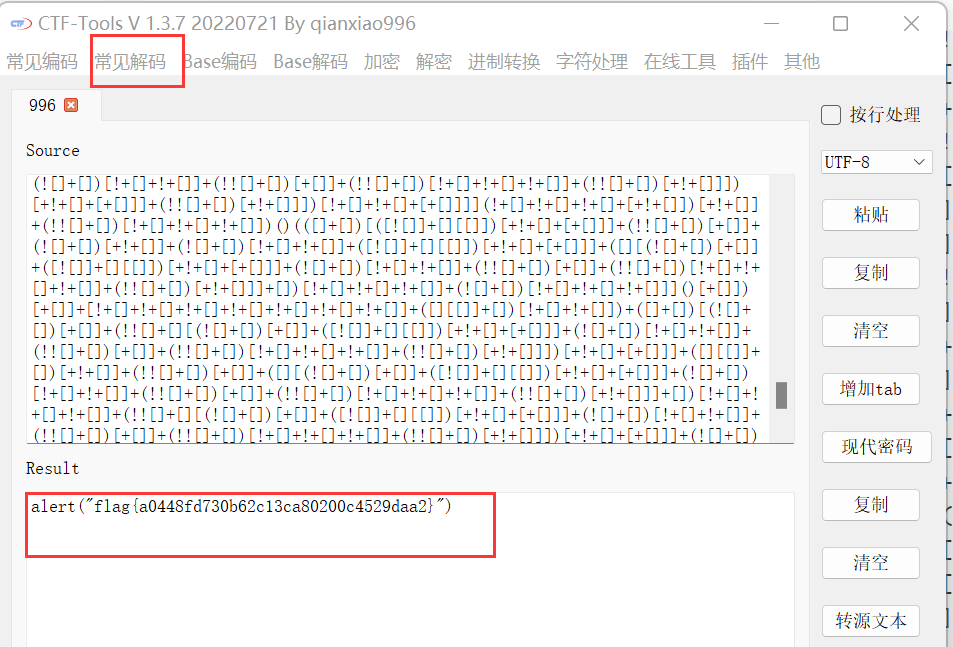 CTF-Tools V 1.3.7 20220721 By qianxiao996
常见编码 常见解码 Base编码 Base解码 加密 解密 进制转换 字符处理 在线工具 插件 其他
996
按行处理
Source
UTF-8
(![]+[])[!+[]+!+[]]+(!![]+[])[+[]]+(!![]+[])[!+[]+!+[]+!+[]]+(!![]+[])[+!+[]]])
[+!+[]+[+[]]]+(!![]+[])[+!+[]]])[!+[]+!+[]+[+[]]]](!+[]+!+[]+!+[]+[+!+[]])[+!+[]]
+(!![]+[])[!+[]+!+[]+!+[]])()(([]+[])[([![]]+[][[]])[+!+[]+[+[]]]+(!![]+[])[+[]]+
(![]+[])[+!+[]]+(![]+[])[!+[]+!+[]]+([![]]+[][[]])[+!+[]+[+[]]]+([][(![]+[])[+[]]
+([![]]+[][[]])[+!+[]+[+[]]]+(![]+[])[!+[]+!+[]]+(!![]+[])[+[]]+(!![]+[])[!+[]+!+
[]+!+[]]+(!![]+[])[+!+[]]]+[])[!+[]+!+[]+!+[]]+(![]+[])[!+[]+!+[]+!+[]]]()[+[]])
[+[]]+[!+[]+!+[]+!+[]+!+[]+!+[]+!+[]+!+[]+!+[]]+([][[]]+[])[!+[]+!+[]])+([]+[])[(![]+
[])[+[]]+(!![]+[][(![]+[])[+[]]+([![]]+[][[]])[+!+[]+[+[]]]+(![]+[])[!+[]+!+[]]+
(!![]+[])[+[]]+(!![]+[])[!+[]+!+[]+!+[]]+(!![]+[])[+!+[]]])[+!+[]+[+[]]]+([][[]]+
[])[+!+[]]+(!![]+[])[+[]]+([][(![]+[])[+[]]+([![]]+[][[]])[+!+[]+[+[]]]+(![]+[])
[!+[]+!+[]]+(!![]+[])[+[]]+(!![]+[])[!+[]+!+[]+!+[]]+(!![]+[])[+!+[]]]+[])[!+[]+!
+[]+!+[]]+(!![]+[][(![]+[])[+[]]+([![]]+[][[]])[+!+[]+[+[]]]+(![]+[])[!+[]+!+[]]+
(!![]+[])[+[]]+(!![]+[])[!+[]+!+[]+!+[]]+(!![]+[])[+!+[]]])[+!+[]+[+[]]]+(![]+[])
粘贴
复制
清空
增加tab
现代密码
Result
alert("flag{a0448fd730b62c13ca80200c4529daa2}")
复制
清空
转源文本